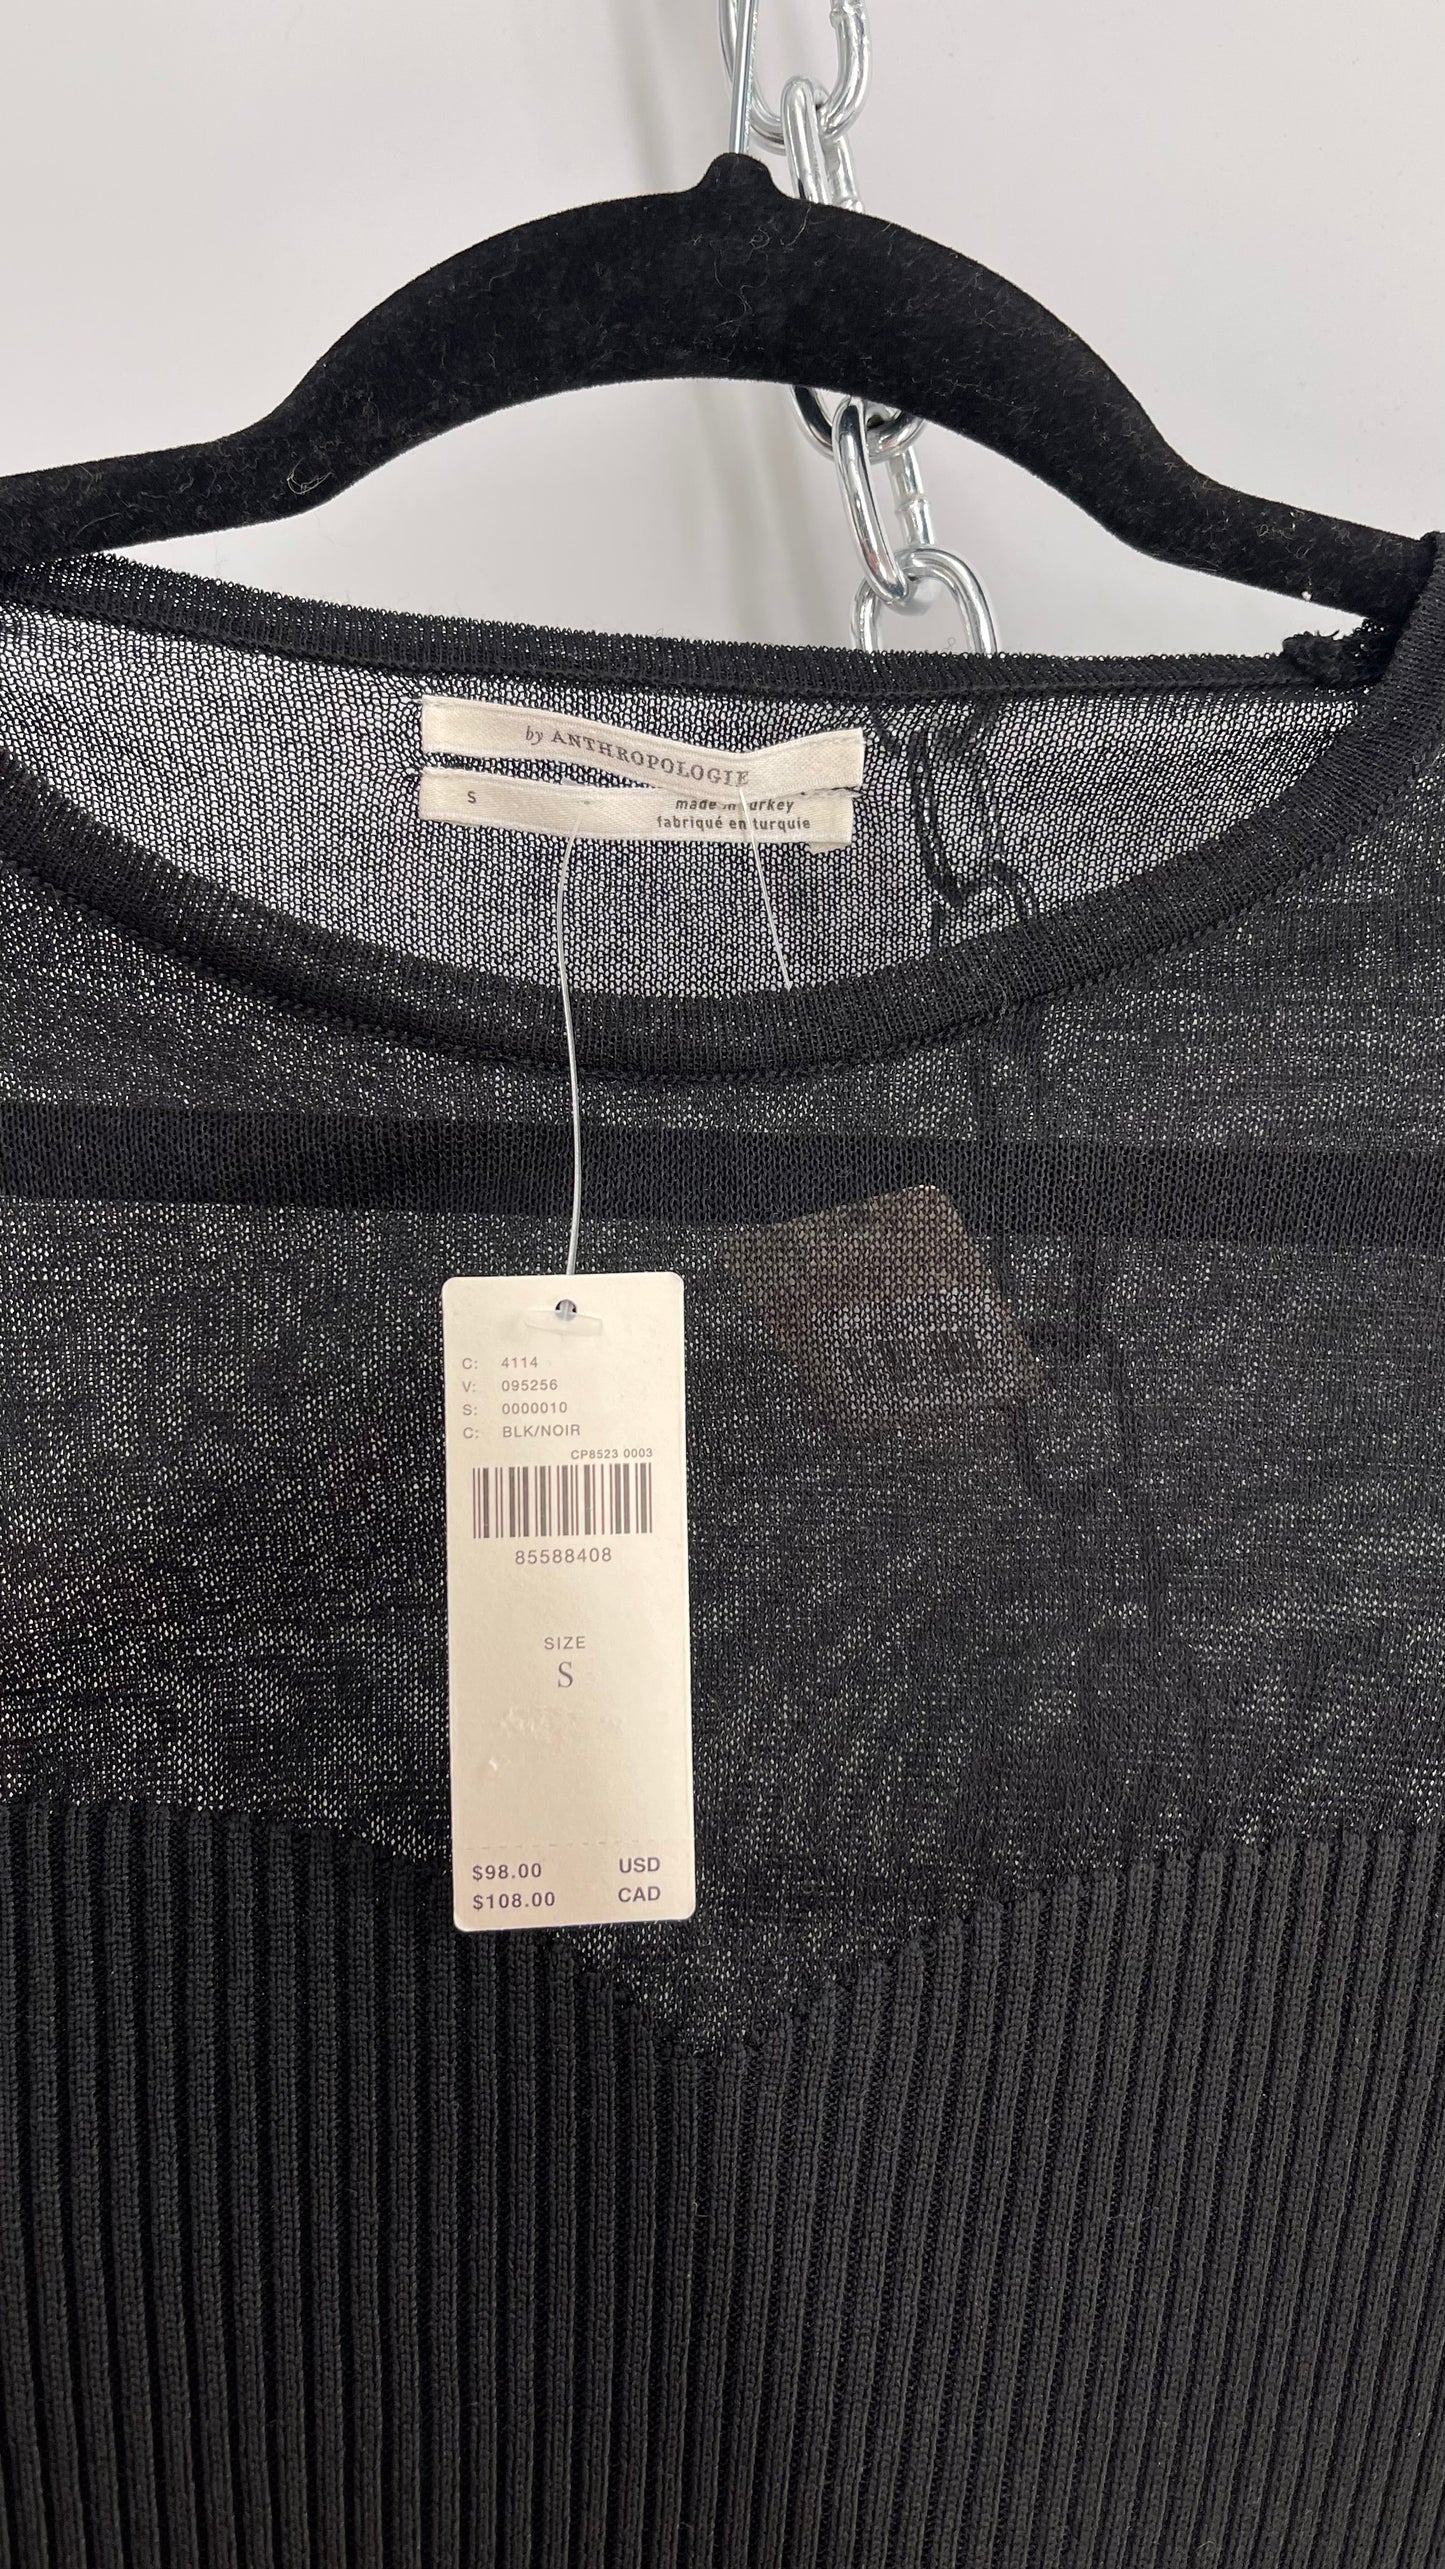 by ANTHROPOLOGIE
S
made in urkey
fabriqué en turquie
C: 4114
V: 095256
S: 0000010
C: BLK/NOIR
CP8523 0003
85588408
SIZE
S
$98.00 USD
$108.00 CAD